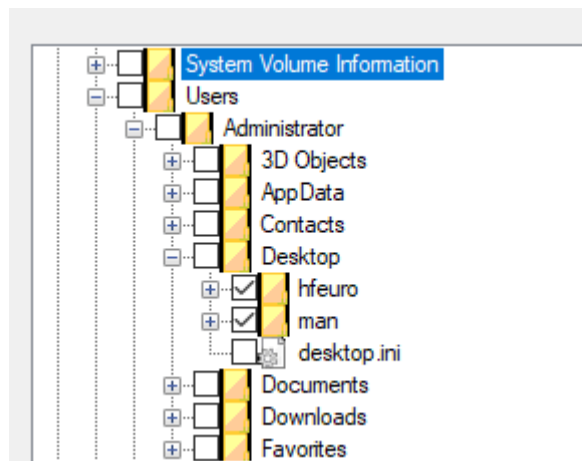 System Volume Information
Users
Administrator
3D Objects
AppData
Contacts
Desktop
hfeuro
man
desktop.ini
Documents
Downloads
Favorites